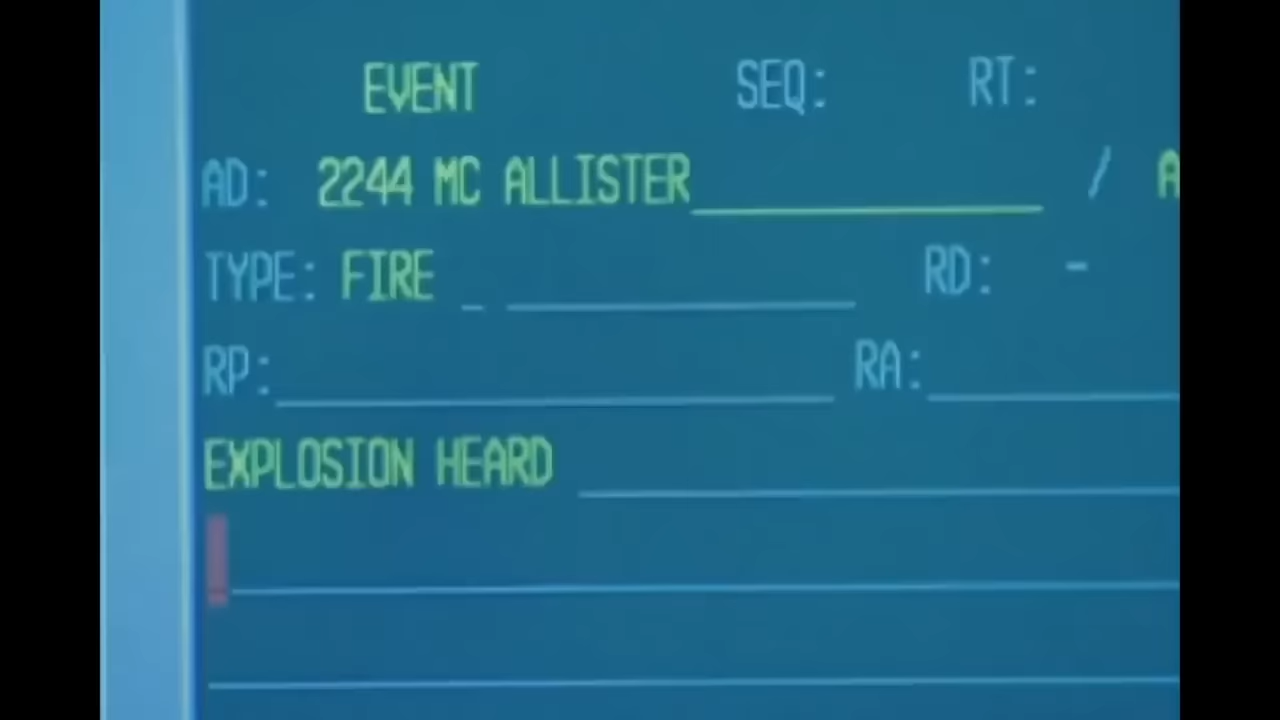 EVENT SEQ: RT:
AD: 2244 MC ALLISTER / A
TYPE: FIRE RD: -
RP: RA:
EXPLOSION HEARD